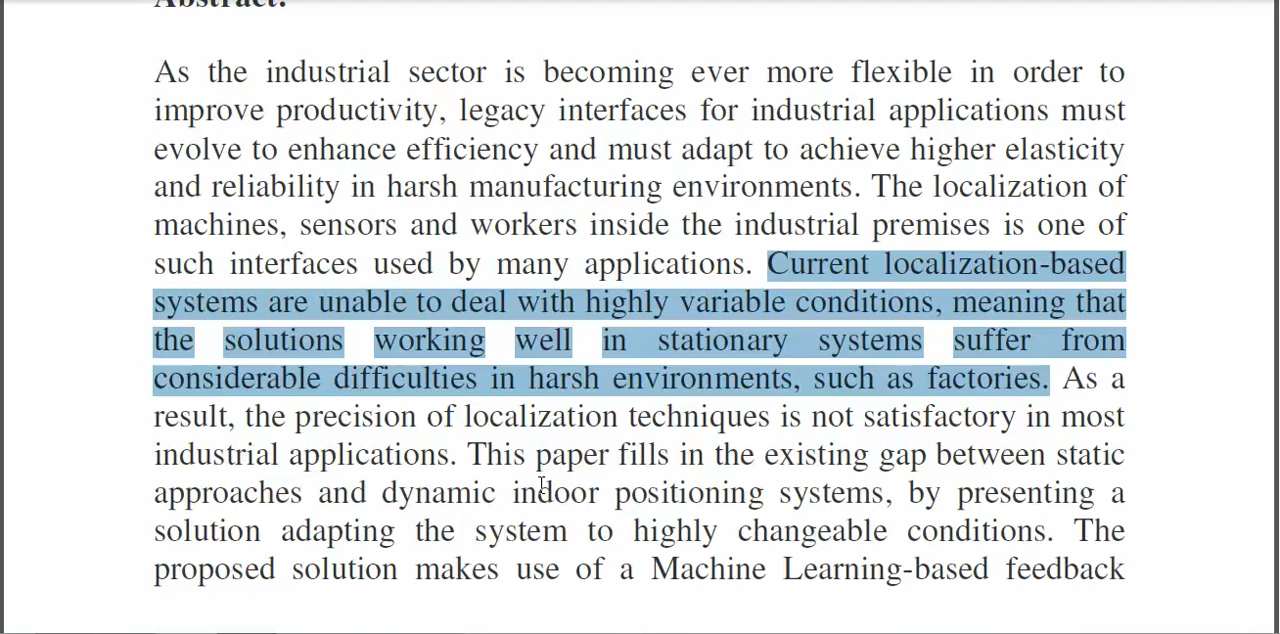 Abstract:
As the industrial sector is becoming ever more flexible in order to
improve productivity, legacy interfaces for industrial applications must
evolve to enhance efficiency and must adapt to achieve higher elasticity
and reliability in harsh manufacturing environments. The localization of
machines, sensors and workers inside the industrial premises is one of
such interfaces used by many applications. Current localization-based
systems are unable to deal with highly variable conditions, meaning that
the solutions working well in stationary systems suffer from
considerable difficulties in harsh environments, such as factories. As a
result, the precision of localization techniques is not satisfactory in most
industrial applications. This paper fills in the existing gap between static
approaches and dynamic indoor positioning systems, by presenting a
solution adapting the system to highly changeable conditions. The
proposed solution makes use of a Machine Learning-based feedback